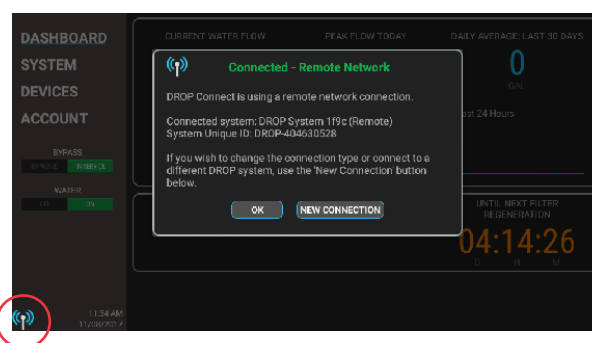 DASHBOARD
SYSTEM
DEVICES
ACCOUNT
BYPASS
BYPASS IN SERVICE
WATER
OFF ON
11:34 AM
11/08/2017
CURRENT WATER FLOW
PEAK FLOW TODAY
DAILY AVERAGE: LAST 30 DAYS
0
GAL
ast 24 Hours
Connected - Remote Network
DROP Connect is using a remote network connection.
Connected system: DROP System 1f9c (Remote)
System Unique ID: DROP-404630528
If you wish to change the connection type or connect to a
different DROP system, use the 'New Connection' button
below.
OK
NEW CONNECTION
UNTIL NEXT FILTER
REGENERATION
04:14:26
D H M